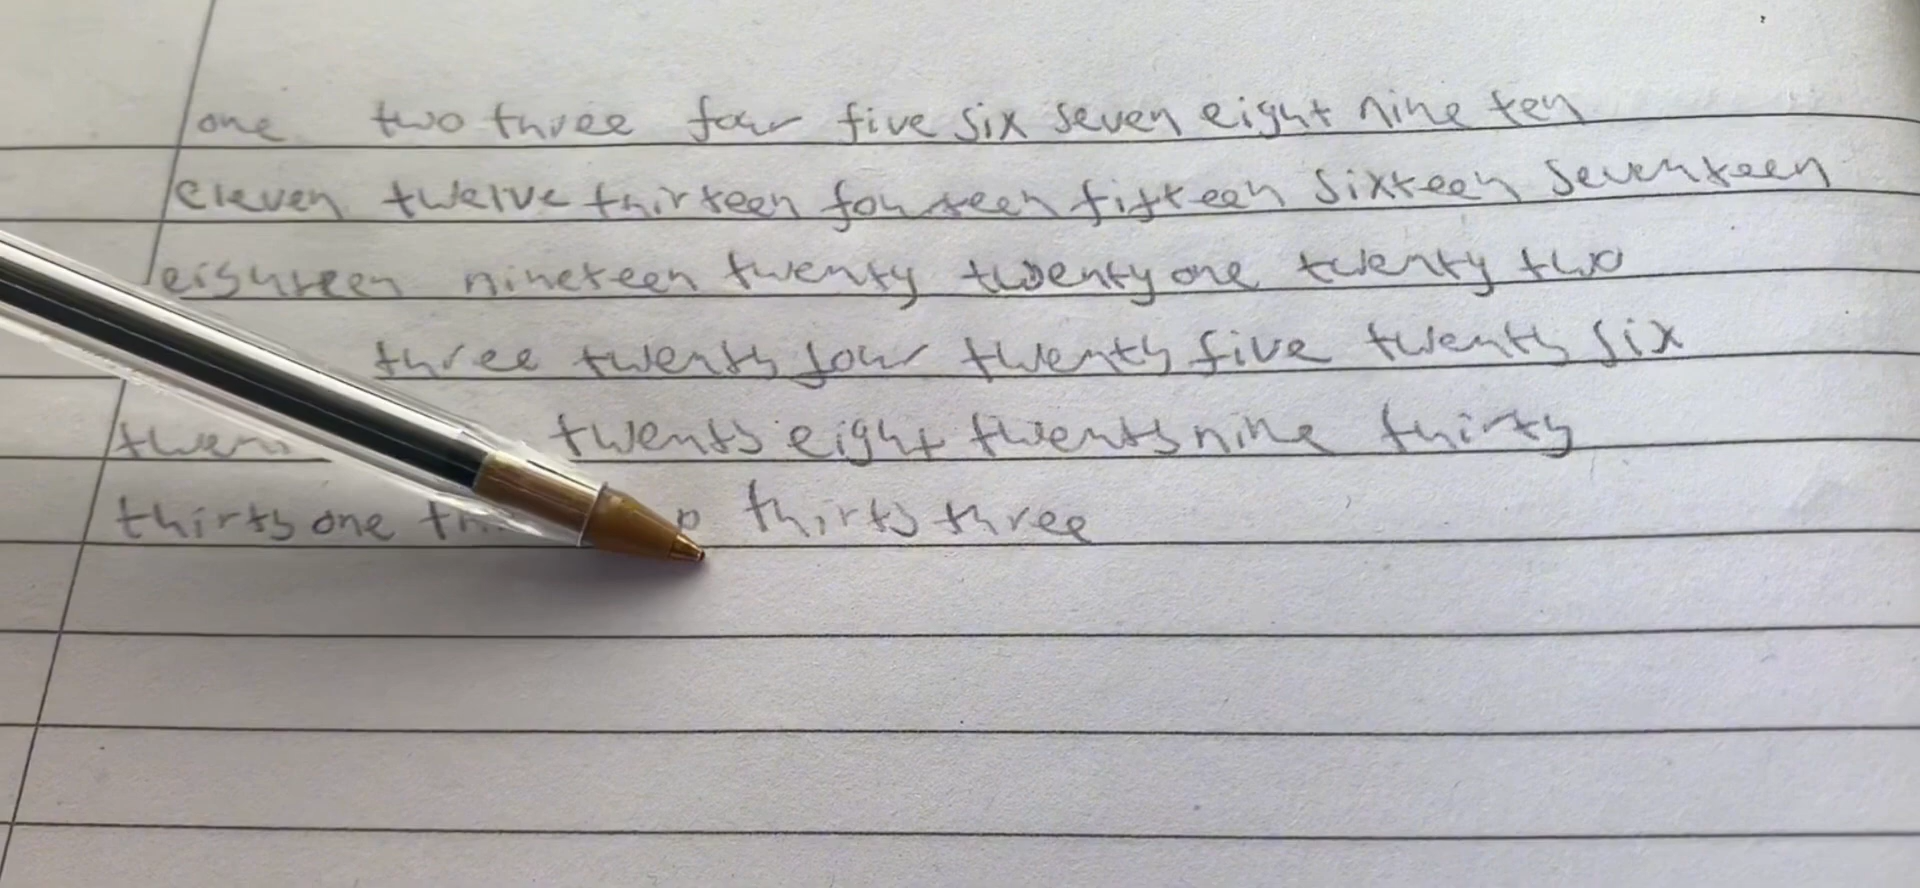 one two three four five six seven eight nine ten
eleven twelve thirteen fourteen fifteen sixteen seventeen
eighteen nineteen twenty twenty one twenty two
three twenty four twenty five twenty six
twenty eight twenty nine thirty
thirty one thirty three